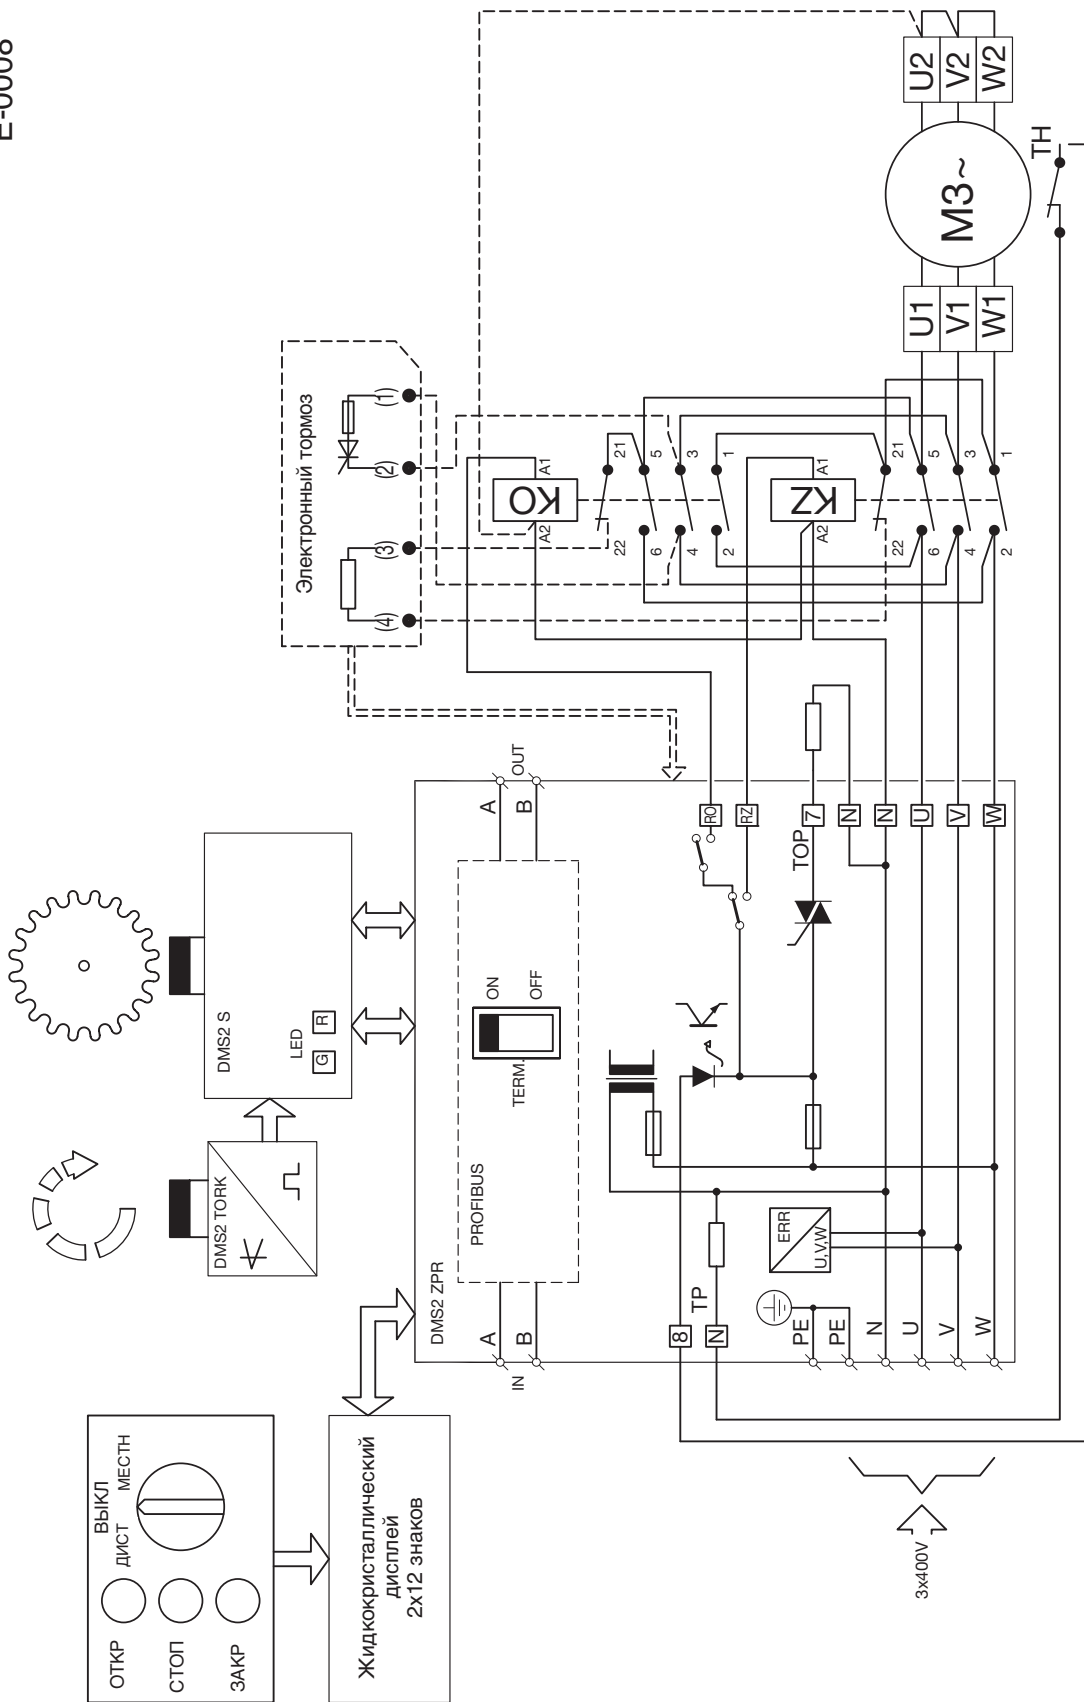 E-0008
ОТКР
СТОП
ЗАКР
ВЫКЛ
ДИСТ
МЕСТН
Жидкокристаллический
дисплей
2x12 знаков
DMS2 TORK
DMS2 S
LED
G
R
DMS2 ZPR
PROFIBUS
A
B
IN
TERM.
ON
OFF
A
B
OUT
8
N
TP
ERR
U,V,W
PE
PE
N
U
V
W
3x400V
RO
RZ
TOP
7
N
N
U
V
W
Электронный тормоз
(4)
(3)
(2)
(1)
KO
A2
A1
22
21
6
5
4
3
2
1
KZ
A2
A1
22
21
6
5
4
3
2
1
U1
V1
W1
M3~
U2
V2
W2
TH